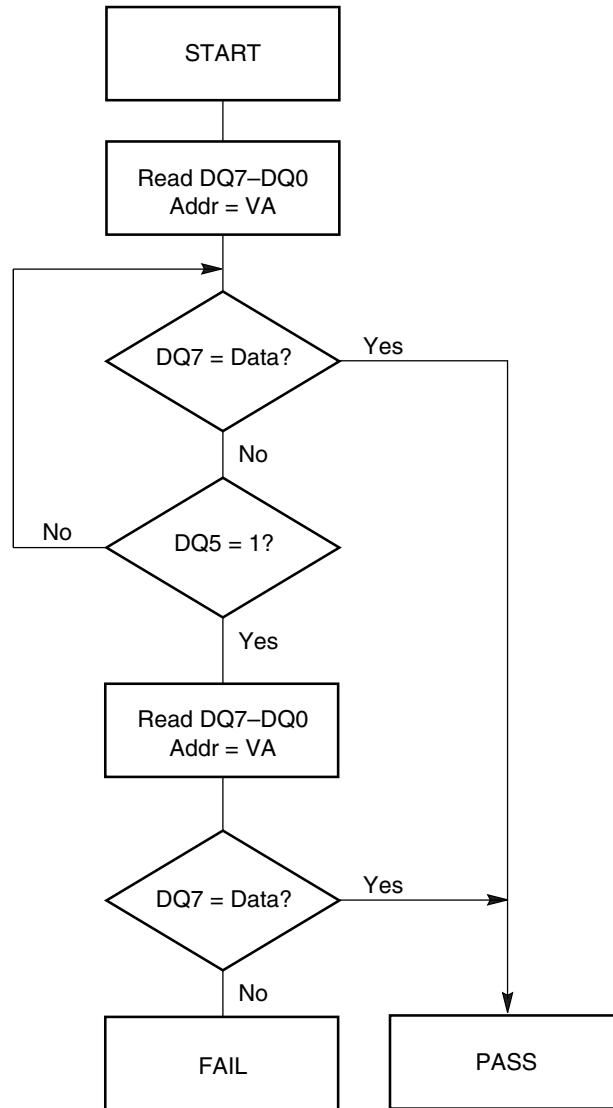 START
Read DQ7–DQ0
Addr = VA
DQ7 = Data?
Yes
No
No
DQ5 = 1?
Yes
Read DQ7–DQ0
Addr = VA
DQ7 = Data?
Yes
No
FAIL
PASS